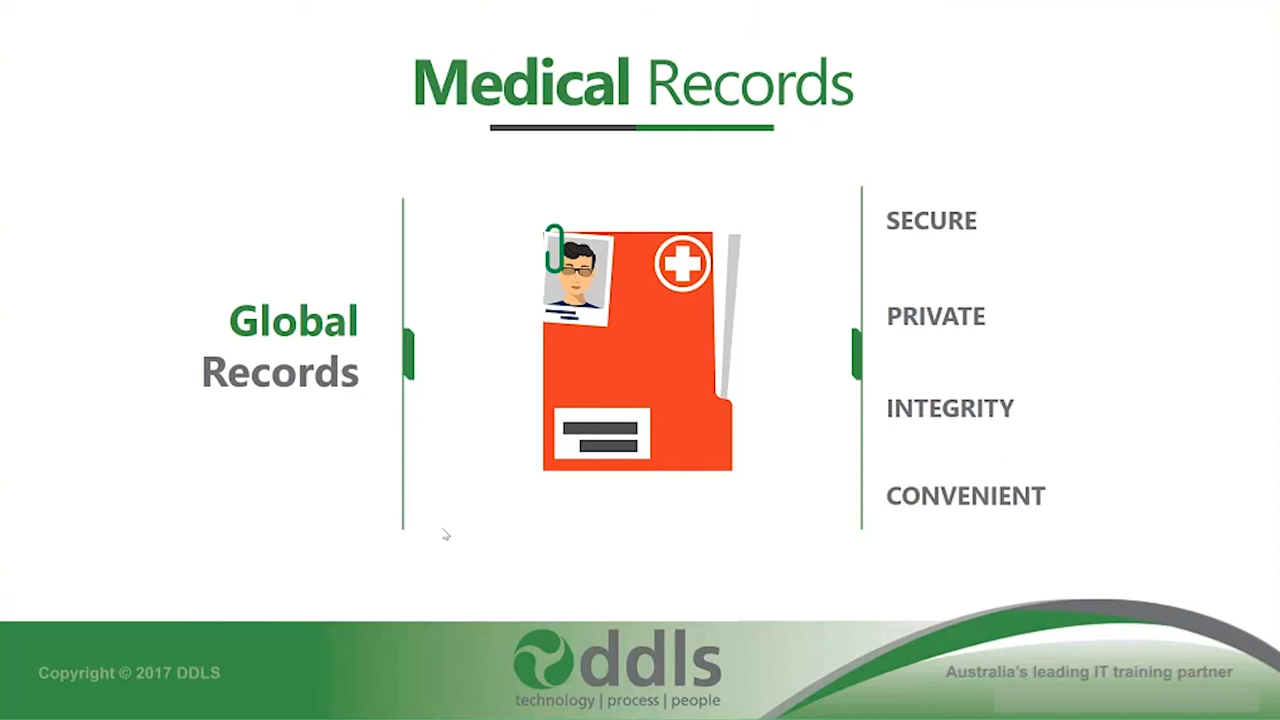 Medical Records
Global
Records
SECURE
PRIVATE
INTEGRITY
CONVENIENT
Copyright © 2017 DDLS
ddls
technology | process | people
Australia's leading IT training partner